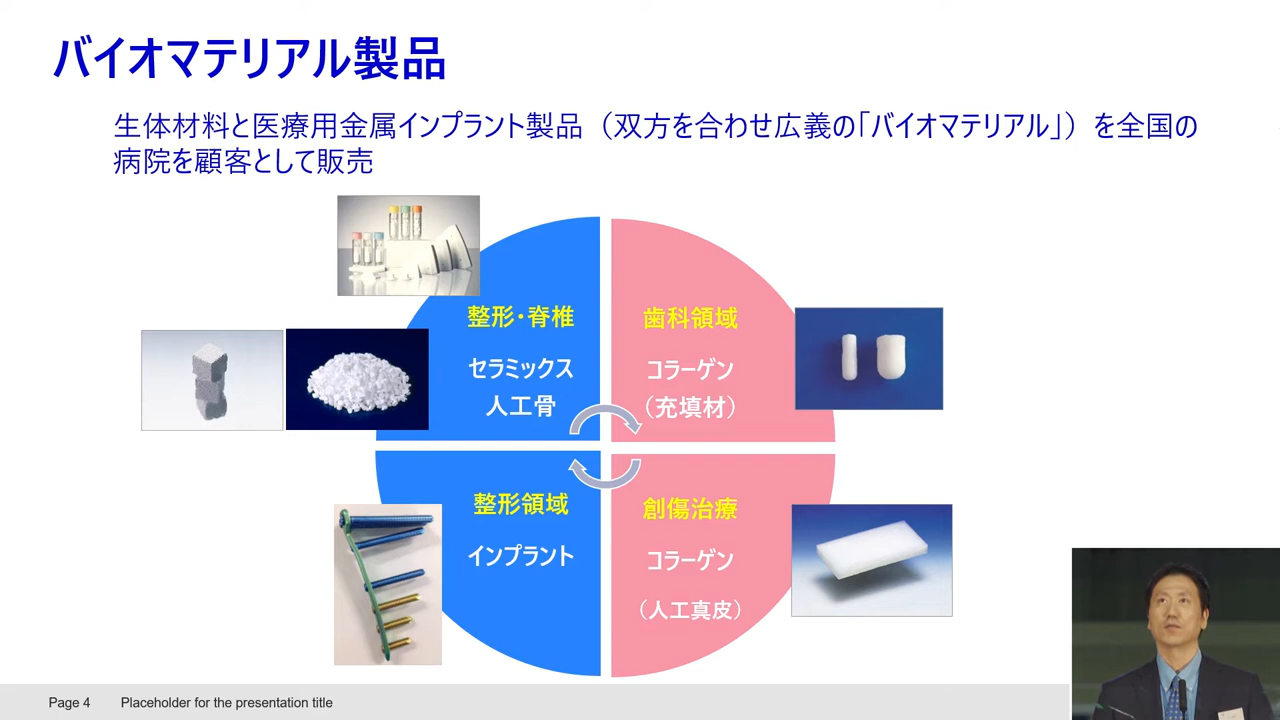 バイオマテリアル製品
生体材料と医療用金属インプラント製品（双方を合わせ広義の「バイオマテリアル」）を全国の
病院を顧客として販売
整形・脊椎
セラミックス
人工骨
歯科領域
コラーゲン
（充填材）
整形領域
インプラント
創傷治療
コラーゲン
（人工真皮）
Page 4 Placeholder for the presentation title